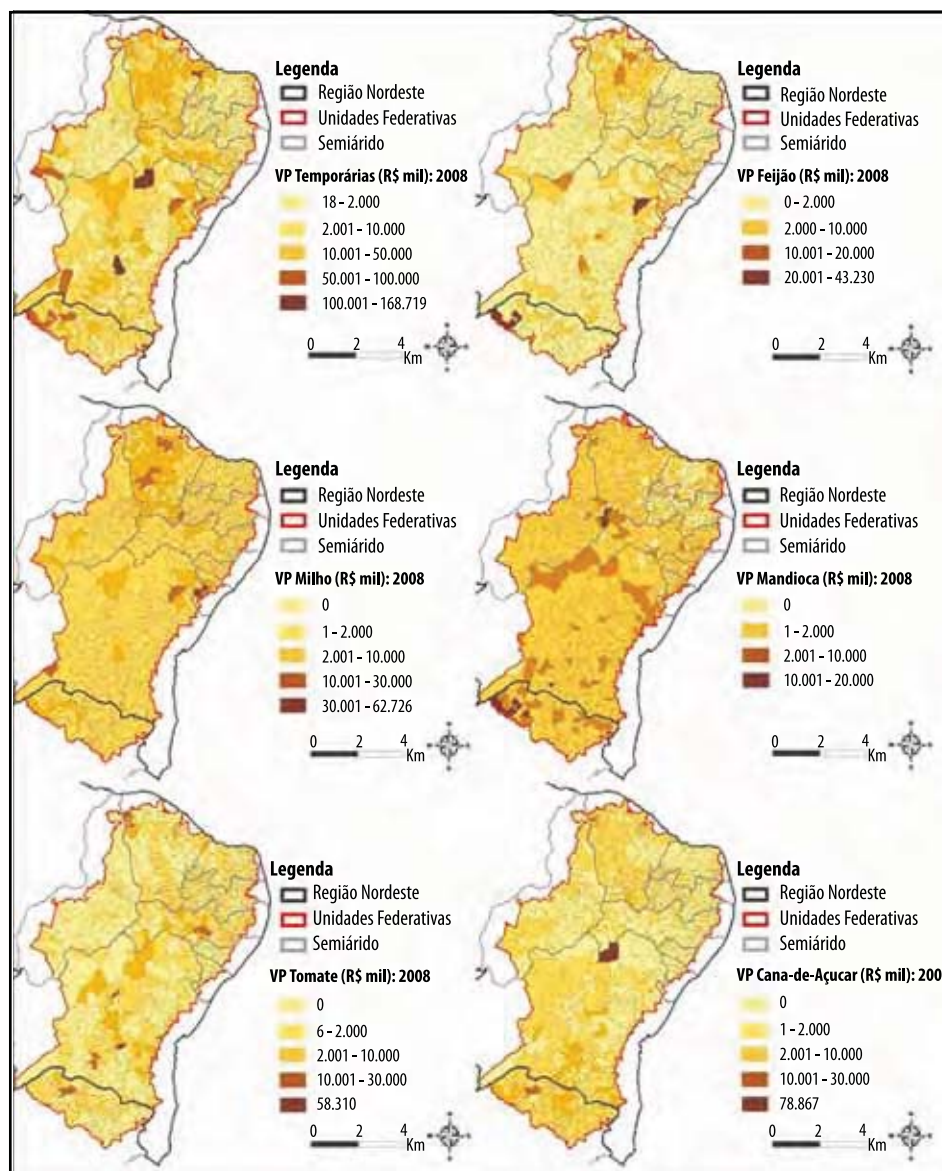 Legenda
Região Nordeste
Unidades Federativas
Semiárido
VP Temporárias (R$ mil): 2008
18 – 2.000
2.001 – 10.000
10.001 – 50.000
50.001 – 100.000
100.001 – 168.719
0 2 4
Km
Legenda
Região Nordeste
Unidades Federativas
Semiárido
VP Feijão (R$ mil): 2008
0 – 2.000
2.000 – 10.000
10.001 – 20.000
20.001 – 43.230
0 2 4
Km
Legenda
Região Nordeste
Unidades Federativas
Semiárido
VP Milho (R$ mil): 2008
0
1 – 2.000
2.001 – 10.000
10.001 – 30.000
30.001 – 62.726
0 2 4
Km
Legenda
Região Nordeste
Unidades Federativas
Semiárido
VP Mandioca (R$ mil): 2008
0
1 – 2.000
2.001 – 10.000
10.001 – 20.000
0 2 4
Km
Legenda
Região Nordeste
Unidades Federativas
Semiárido
VP Tomate (R$ mil): 2008
0
6 – 2.000
2.001 – 10.000
10.001 – 30.000
58.310
0 2 4
Km
Legenda
Região Nordeste
Unidades Federativas
Semiárido
VP Cana-de-Açucar (R$ mil): 200
0
1 – 2.000
2.001 – 10.000
10.001 – 30.000
78.867
0 2 4
Km